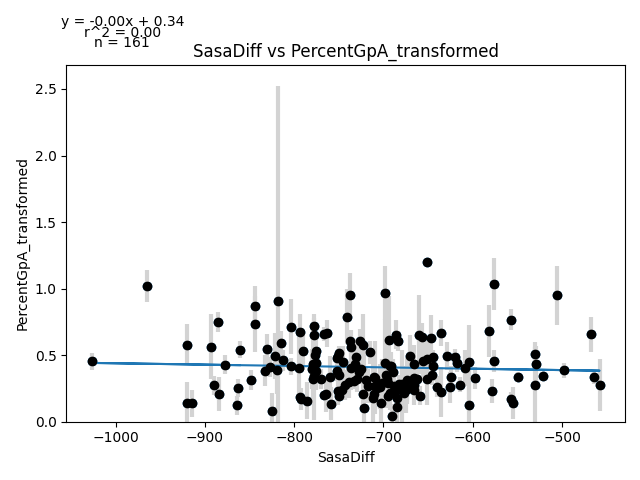 y = -0.00x + 0.34
r^2 = 0.00
n = 161
SasaDiff vs PercentGpA_transformed
2.5
2.0
1.5
1.0
0.5
0.0
PercentGpA_transformed
−1000 −900 −800 −700 −600 −500
SasaDiff